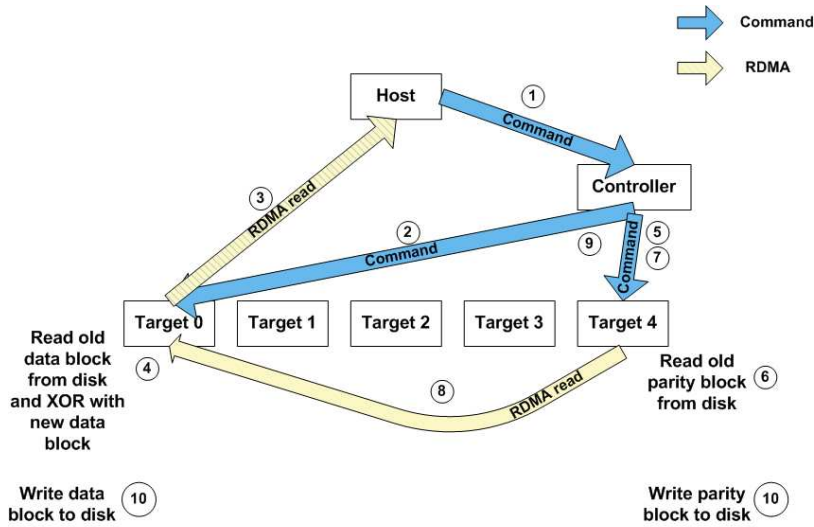 Command
RDMA
Host
1
Command
Controller
3
RDMA read
2
Command
9
5
7
Command
Target 0
Target 1
Target 2
Target 3
Target 4
Read old
data block
from disk
and XOR with
new data
block
4
8
RDMA read
Read old
parity block
from disk
6
Write data
block to disk
10
Write parity
block to disk
10